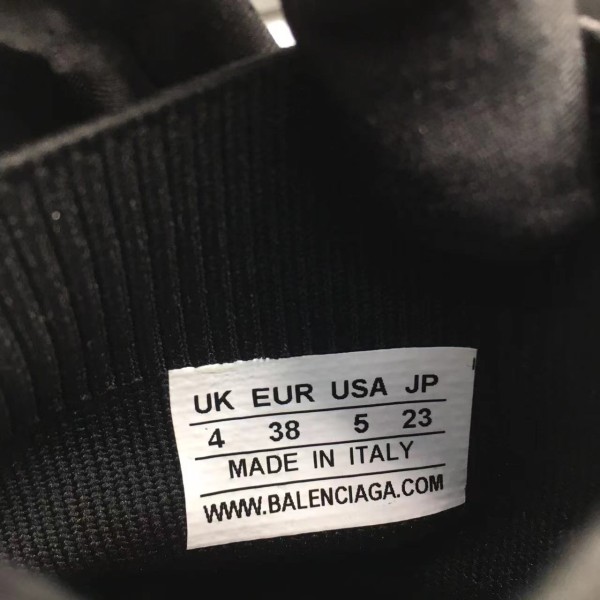 UK EUR USA JP
4 38 5 23
MADE IN ITALY
WWW.BALENCIAGA.COM